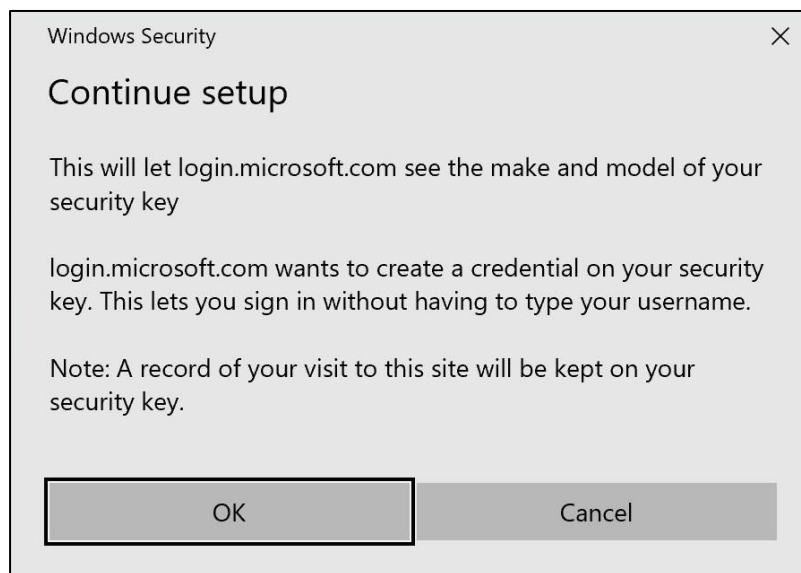 Windows Security
Continue setup
This will let login.microsoft.com see the make and model of your
security key
login.microsoft.com wants to create a credential on your security
key. This lets you sign in without having to type your username.
Note: A record of your visit to this site will be kept on your
security key.
OK
Cancel